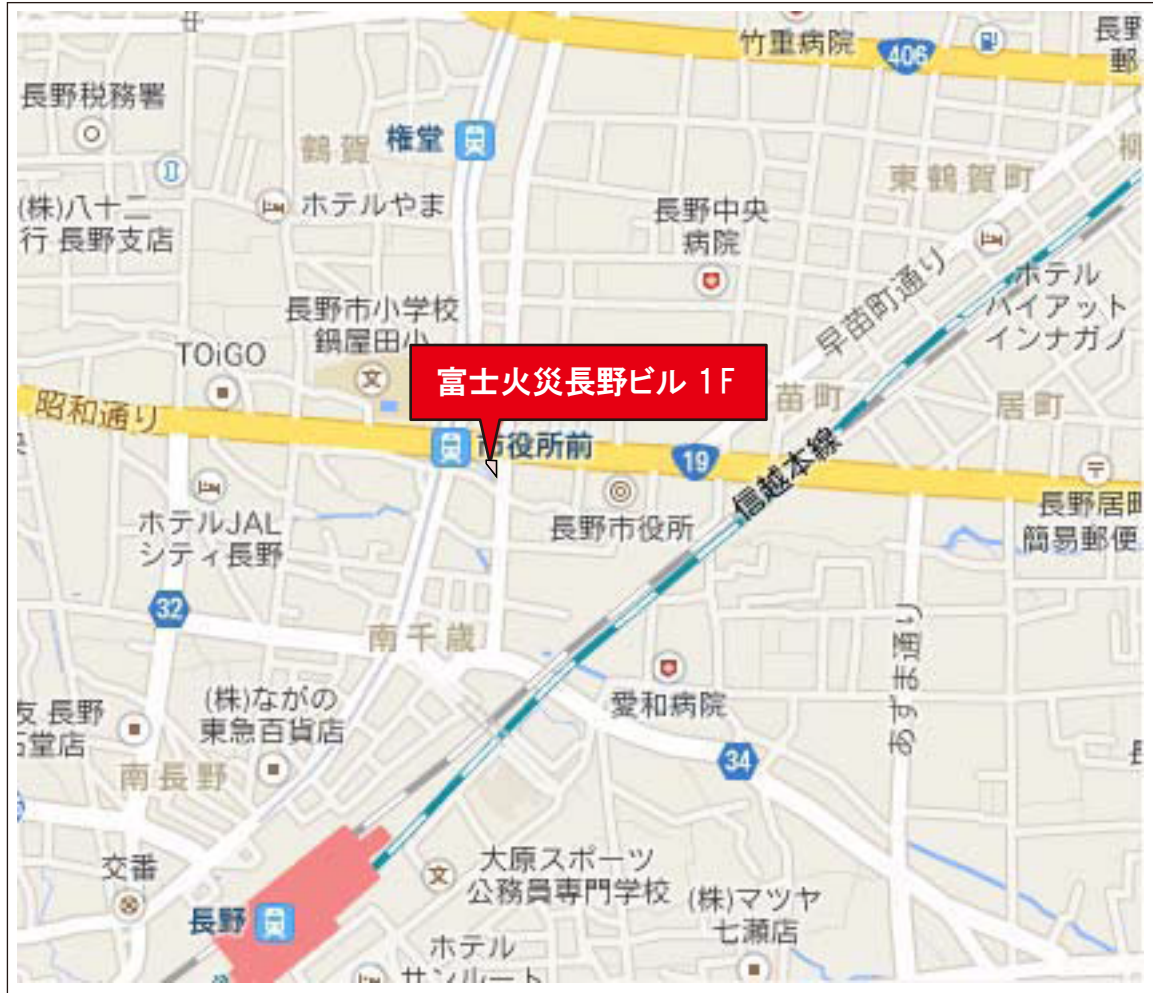 竹重病院
406
長野
郵
長野税務署
鶴賀
権堂
柳
東鶴賀町
(株)八十二
行 長野支店
ホテルやま
長野中央
病院
早苗町通り
ホテル
ハイアット
インナガノ
長野市小学校
鍋屋田小
TOiGO
富士火災長野ビル 1F
昭和通り
苗町
居町
市役所前
19
信越本線
長野市役所
長野居町
簡易郵便
ホテルJAL
シティ長野
32
南千歳
あずま通り
(株)ながの
東急百貨店
愛和病院
友 長野
石堂店
34
南長野
交番
大原スポーツ
公務員専門学校
(株)マツヤ
七瀬店
長野
ホテル
サンルート